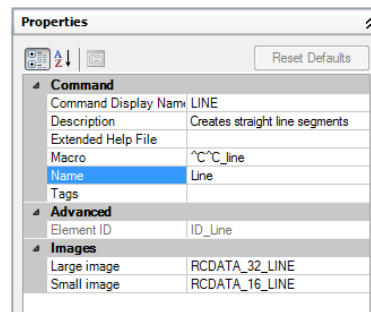 Properties
Reset Defaults
Command
Command Display Name LINE
Description Creates straight line segments
Extended Help File
Macro ^C^C_line
Name Line
Tags
Advanced
Element ID ID_Line
Images
Large image RCDATA_32_LINE
Small image RCDATA_16_LINE